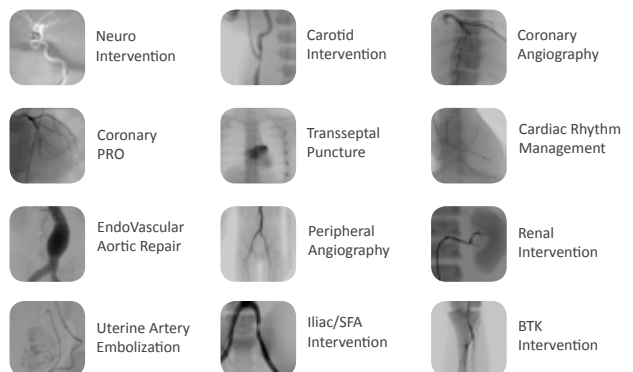 Neuro
Intervention
Carotid
Intervention
Coronary
Angiography
Coronary
PRO
Transseptal
Puncture
Cardiac Rhythm
Management
EndoVascular
Aortic Repair
Peripheral
Angiography
Renal
Intervention
Uterine Artery
Embolization
Iliac/SFA
Intervention
BTK
Intervention